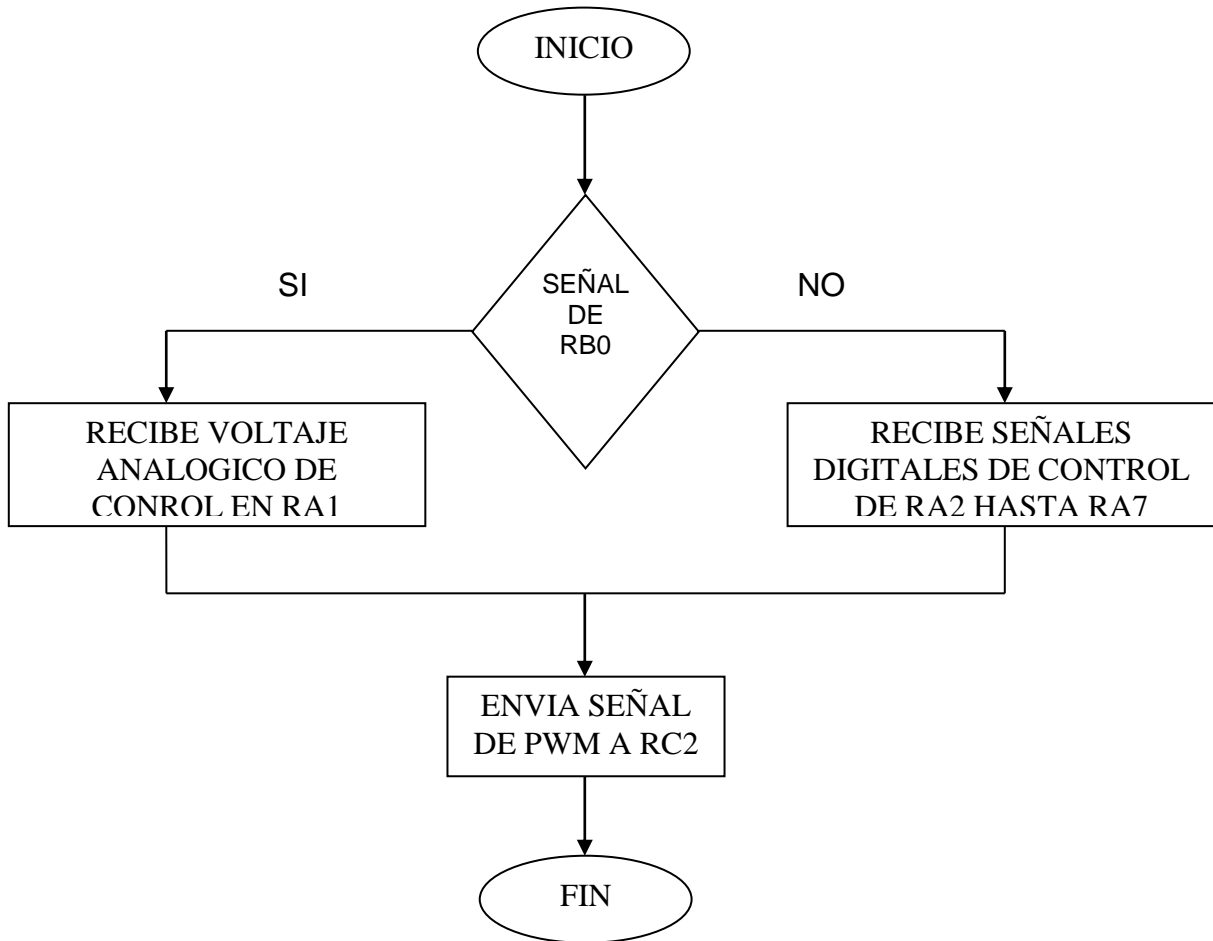 INICIO
SI
SEÑAL
DE
RB0
NO
RECIBE VOLTAJE
ANALOGICO DE
CONROL EN RA1
RECIBE SEÑALES
DIGITALES DE CONTROL
DE RA2 HASTA RA7
ENVIA SEÑAL
DE PWM A RC2
FIN